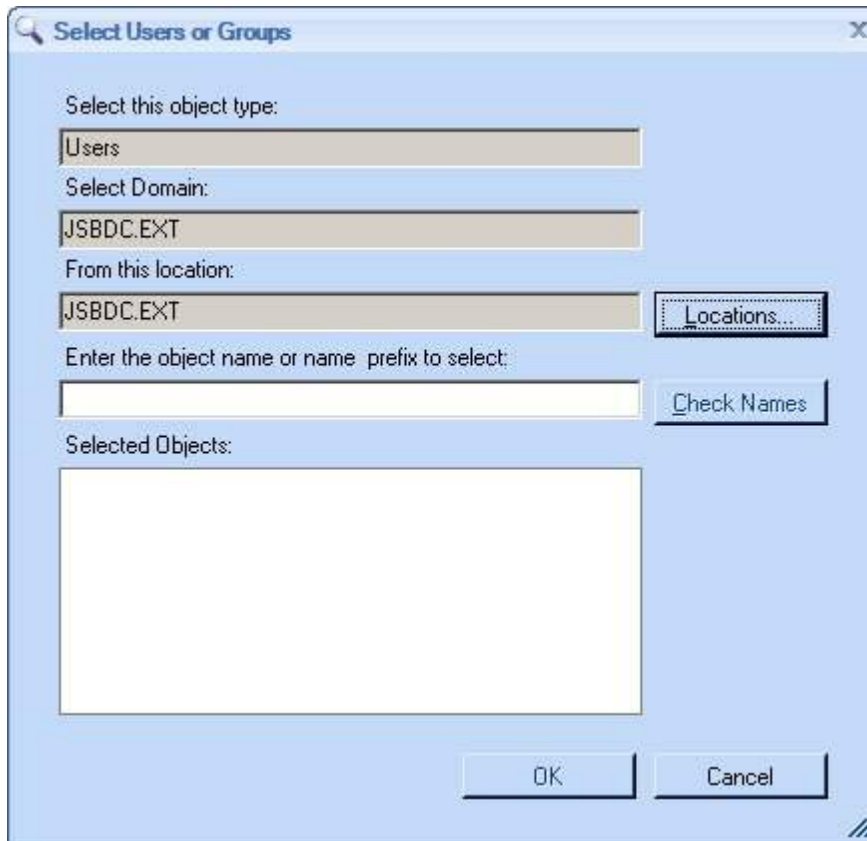 Select Users or Groups
Select this object type:
Users
Select Domain:
JSBDC.EXT
From this location:
JSBDC.EXT
Locations...
Enter the object name or name prefix to select:
Check Names
Selected Objects:
OK
Cancel